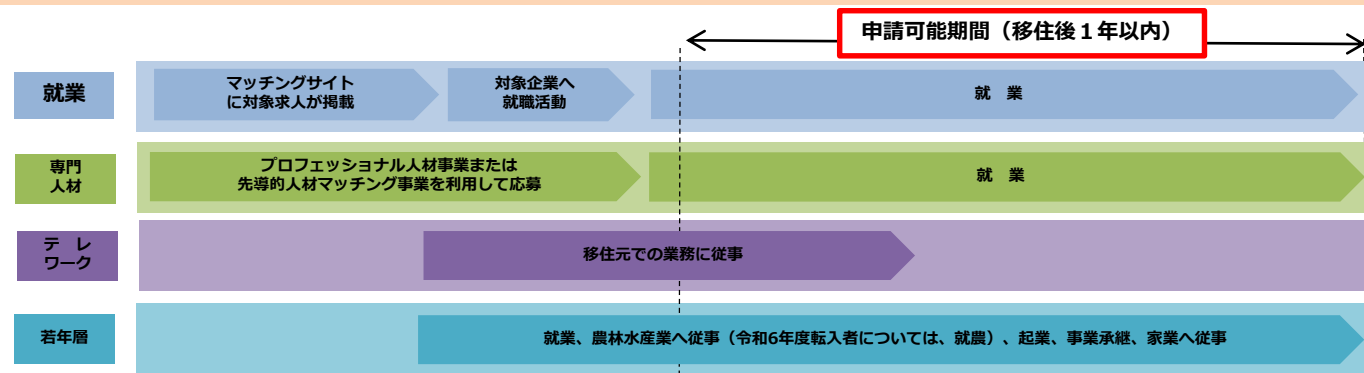 申請可能期間（移住後１年以内）
就業
マッチングサイト
に対象求人が掲載
対象企業へ
就職活動
就　業
専門
人材
プロフェッショナル人材事業または
先導的人材マッチング事業を利用して応募
就　業
テ　レ
ワーク
移住元での業務に従事
若年層
就業、農林水産業へ従事（令和6年度転入者については、就農）、起業、事業承継、家業へ従事